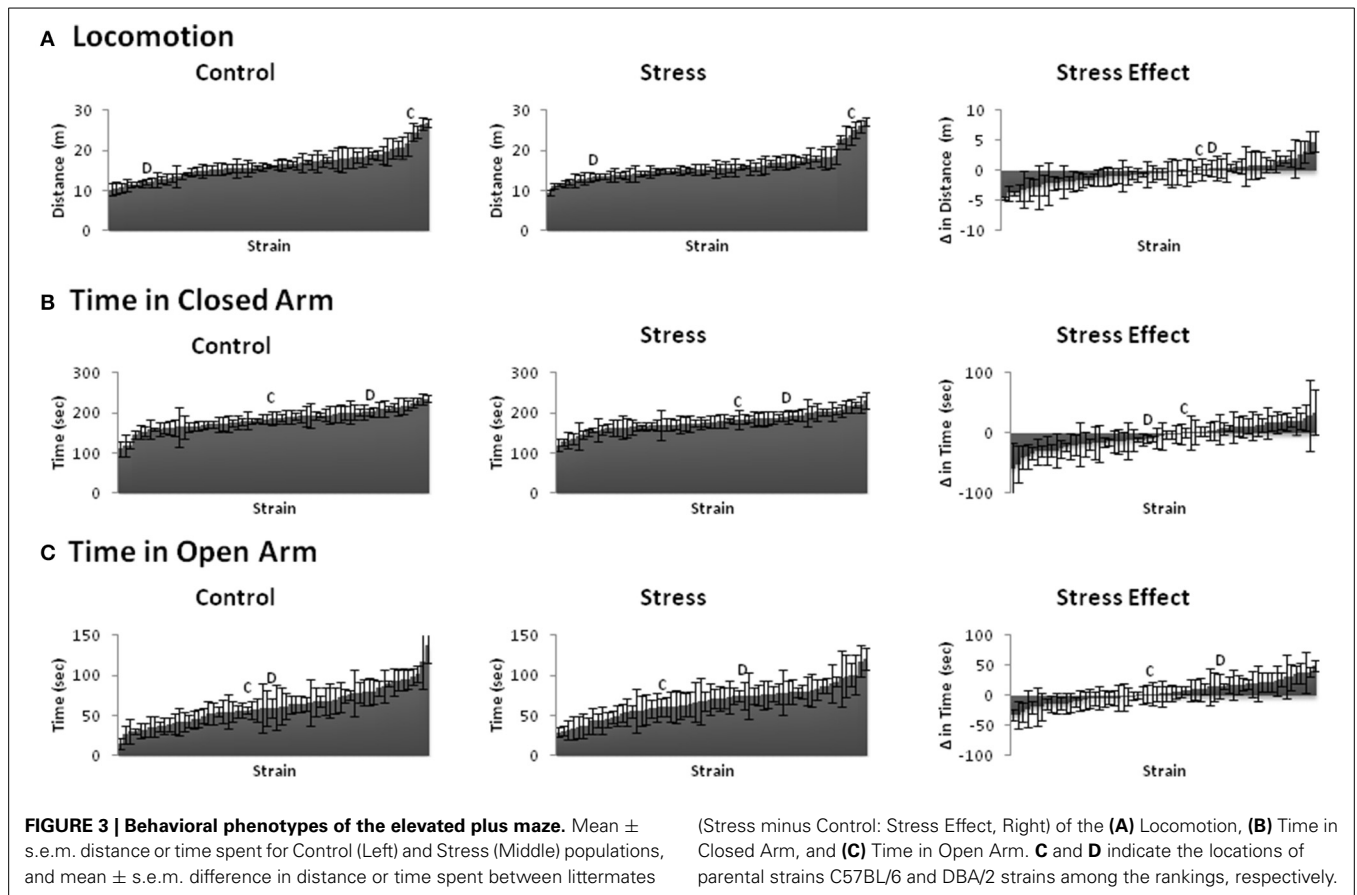 A Locomotion
Control
Stress
Stress Effect
30
20
10
0
Distance (m)
D
C
Strain
30
20
10
0
Distance (m)
D
C
Strain
10
5
0
-5
-10
Δ in Distance (m)
C D
Strain
B Time in Closed Arm
Control
Stress
Stress Effect
300
200
100
0
Time (sec)
C
D
Strain
300
200
100
0
Time (sec)
C
D
Strain
100
0
-100
Δ in Time (sec)
D
C
Strain
C Time in Open Arm
Control
Stress
Stress Effect
150
100
50
0
Time (sec)
C
D
Strain
150
100
50
0
Time (sec)
C
D
Strain
100
50
0
-50
-100
Δ in Time (sec)
C
D
Strain
FIGURE 3 | Behavioral phenotypes of the elevated plus maze. Mean ±
s.e.m. distance or time spent for Control (Left) and Stress (Middle) populations,
and mean ± s.e.m. difference in distance or time spent between littermates
(Stress minus Control: Stress Effect, Right) of the (A) Locomotion, (B) Time in
Closed Arm, and (C) Time in Open Arm. C and D indicate the locations of
parental strains C57BL/6 and DBA/2 strains among the rankings, respectively.